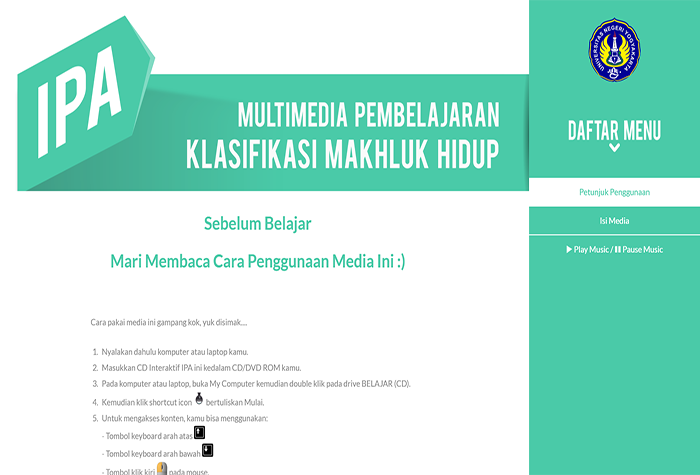 IPA
MULTIMEDIA PEMBELAJARAN
KLASIFIKASI MAKHLUK HIDUP
Sebelum Belajar
Mari Membaca Cara Penggunaan Media Ini :)
Cara pakai media ini gampang kok, yuk disimak....
1. Nyalakan dahulu komputer atau laptop kamu.
2. Masukkan CD Interaktif IPA ini kedalam CD/DVD ROM kamu.
3. Pada komputer atau laptop, buka My Computer kemudian double klik pada drive BELAJAR (CD).
4. Kemudian klik shortcut icon bertuliskan Mulai.
5. Untuk mengakses konten, kamu bisa menggunakan:
- Tombol keyboard arah atas
- Tombol keyboard arah bawah
- Tombol klik kiri pada mouse.
UNIVERSITAS NEGERI YOGYAKARTA
DAFTAR MENU
Petunjuk Penggunaan
Isi Media
Play Music / Pause Music